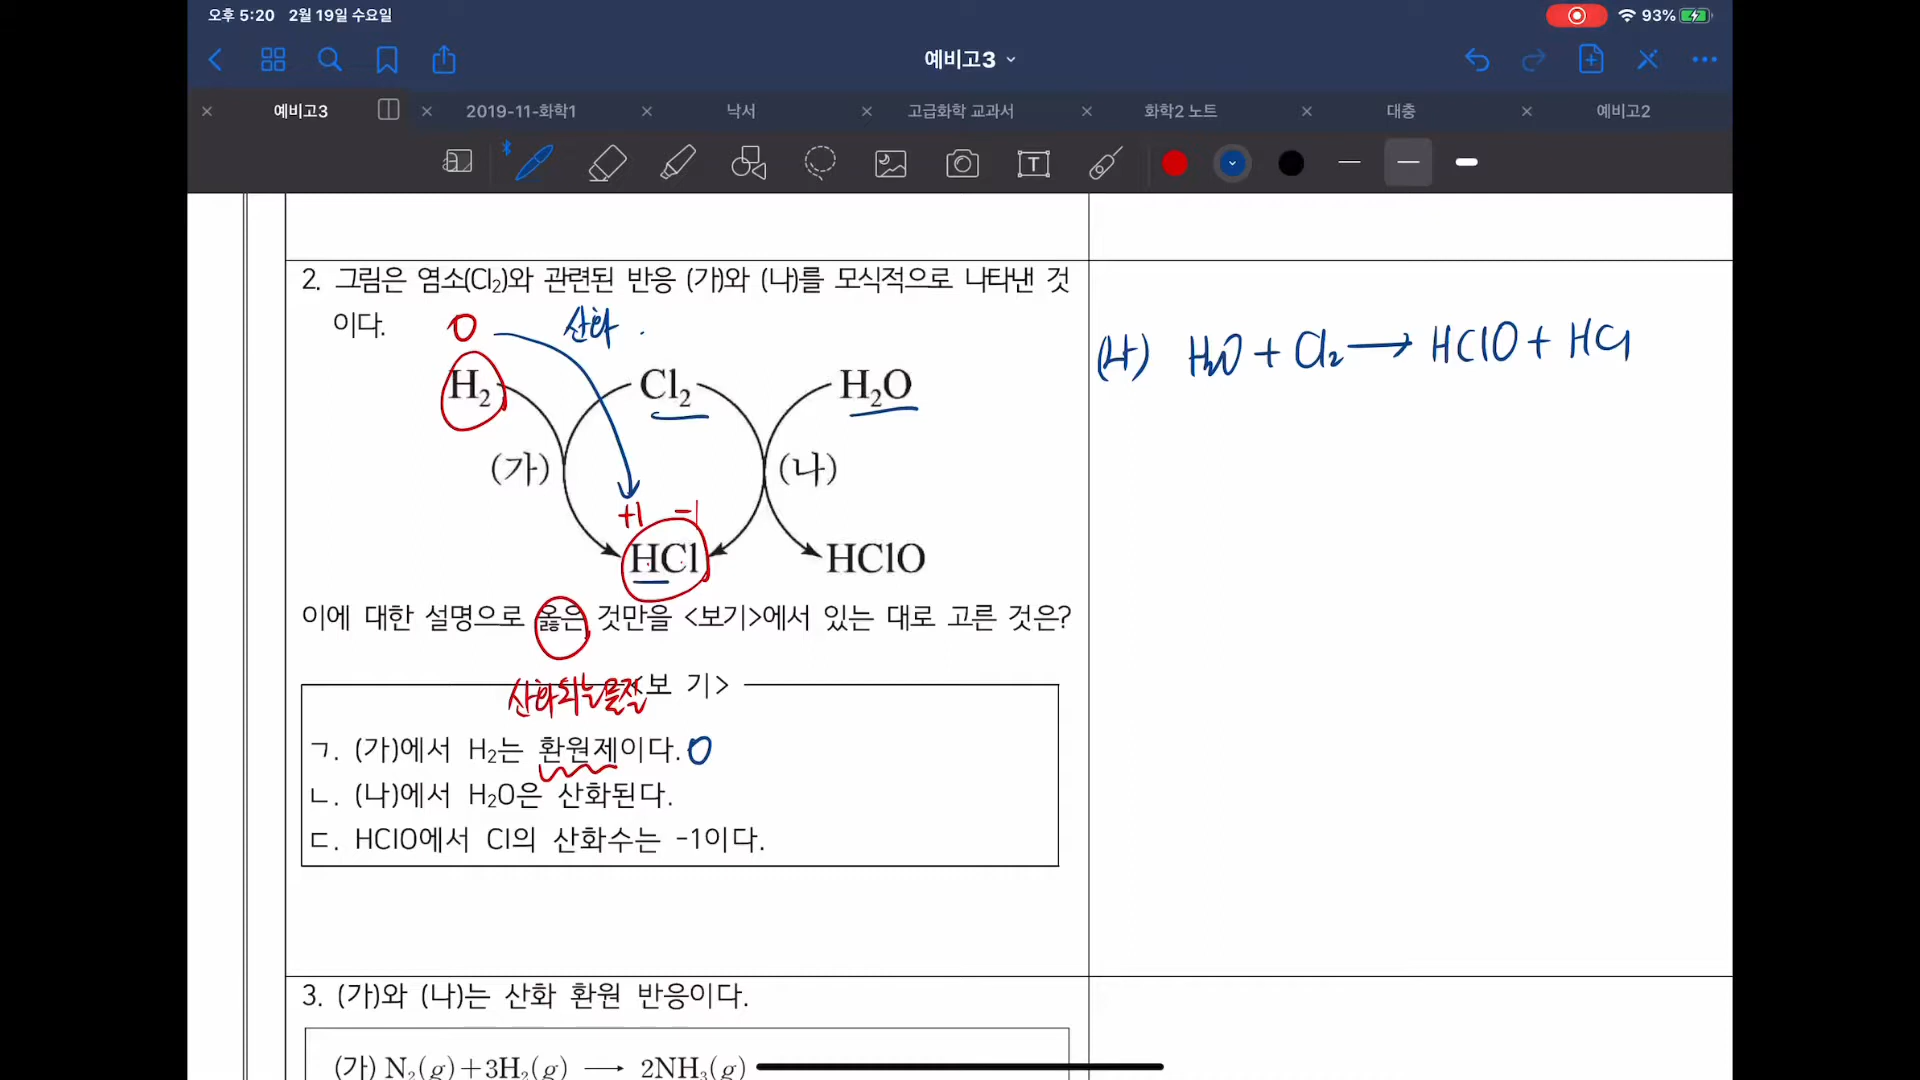 오후 5:20 2월 19일 수요일
93%
예비고3
예비고3
2019-11-화학1
낙서
고급화학 교과서
화학2 노트
대충
예비고2
2. 그림은 염소(Cl₂)와 관련된 반응 (가)와 (나)를 모식적으로 나타낸 것
이다.
0
산화
(나) H₂O + Cl₂ → HClO + HCl
H₂
Cl₂
H₂O
(가)
(나)
+1 -1
HCl
HClO
이에 대한 설명으로 옳은 것만을 <보기>에서 있는 대로 고른 것은?
산화되는 물질
<보 기>
ㄱ. (가)에서 H₂는 환원제이다. O
ㄴ. (나)에서 H₂O은 산화된다.
ㄷ. HClO에서 Cl의 산화수는 -1이다.
3. (가)와 (나)는 산화 환원 반응이다.
(가) N₂(g)+3H₂(g) → 2NH₃(g)